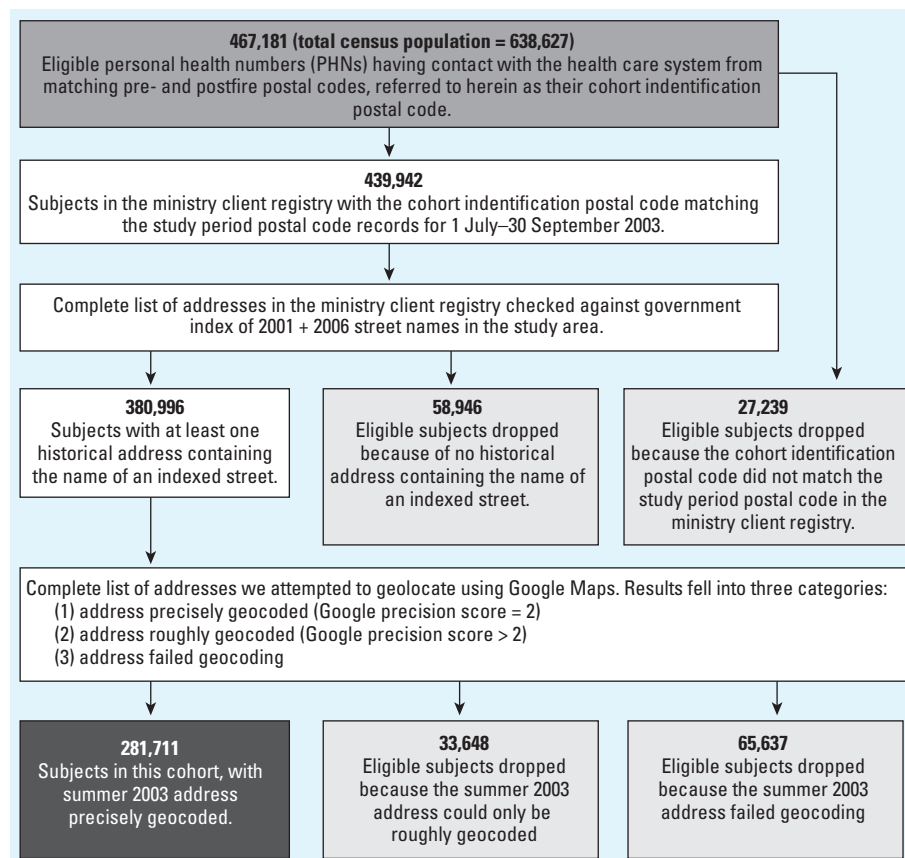 467,181 (total census population = 638,627)
Eligible personal health numbers (PHNs) having contact with the health care system from
matching pre- and postfire postal codes, referred to herein as their cohort indentification
postal code.
439,942
Subjects in the ministry client registry with the cohort indentification postal code matching
the study period postal code records for 1 July–30 September 2003.
Complete list of addresses in the ministry client registry checked against government
index of 2001 + 2006 street names in the study area.
380,996
Subjects with at least one
historical address containing
the name of an indexed street.
58,946
Eligible subjects dropped
because of no historical
address containing the name of
an indexed street.
27,239
Eligible subjects dropped
because the cohort identification
postal code did not match the
study period postal code in the
ministry client registry.
Complete list of addresses we attempted to geolocate using Google Maps. Results fell into three categories:
(1) address precisely geocoded (Google precision score = 2)
(2) address roughly geocoded (Google precision score > 2)
(3) address failed geocoding
281,711
Subjects in this cohort, with
summer 2003 address
precisely geocoded.
33,648
Eligible subjects dropped
because the summer 2003
address could only be
roughly geocoded
65,637
Eligible subjects dropped
because the summer 2003
address failed geocoding